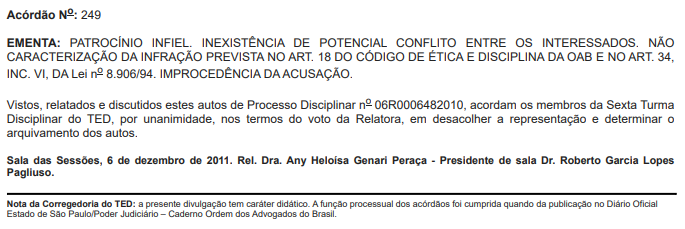 Acórdão Nº: 249
EMENTA: PATROCÍNIO INFIEL. INEXISTÊNCIA DE POTENCIAL CONFLITO ENTRE OS INTERESSADOS. NÃO
CARACTERIZAÇÃO DA INFRAÇÃO PREVISTA NO ART. 18 DO CÓDIGO DE ÉTICA E DISCIPLINA DA OAB E NO ART. 34,
INC. VI, DA Lei nº 8.906/94. IMPROCEDÊNCIA DA ACUSAÇÃO.
Vistos, relatados e discutidos estes autos de Processo Disciplinar nº 06R0006482010, acordam os membros da Sexta Turma
Disciplinar do TED, por unanimidade, nos termos do voto da Relatora, em desacolher a representação e determinar o
arquivamento dos autos.
Sala das Sessões, 6 de dezembro de 2011. Rel. Dra. Any Heloísa Genari Peraça - Presidente de sala Dr. Roberto Garcia Lopes
Pagliuso.
Nota da Corregedoria do TED: a presente divulgação tem caráter didático. A função processual dos acórdãos foi cumprida quando da publicação no Diário Oficial
Estado de São Paulo/Poder Judiciário – Caderno Ordem dos Advogados do Brasil.